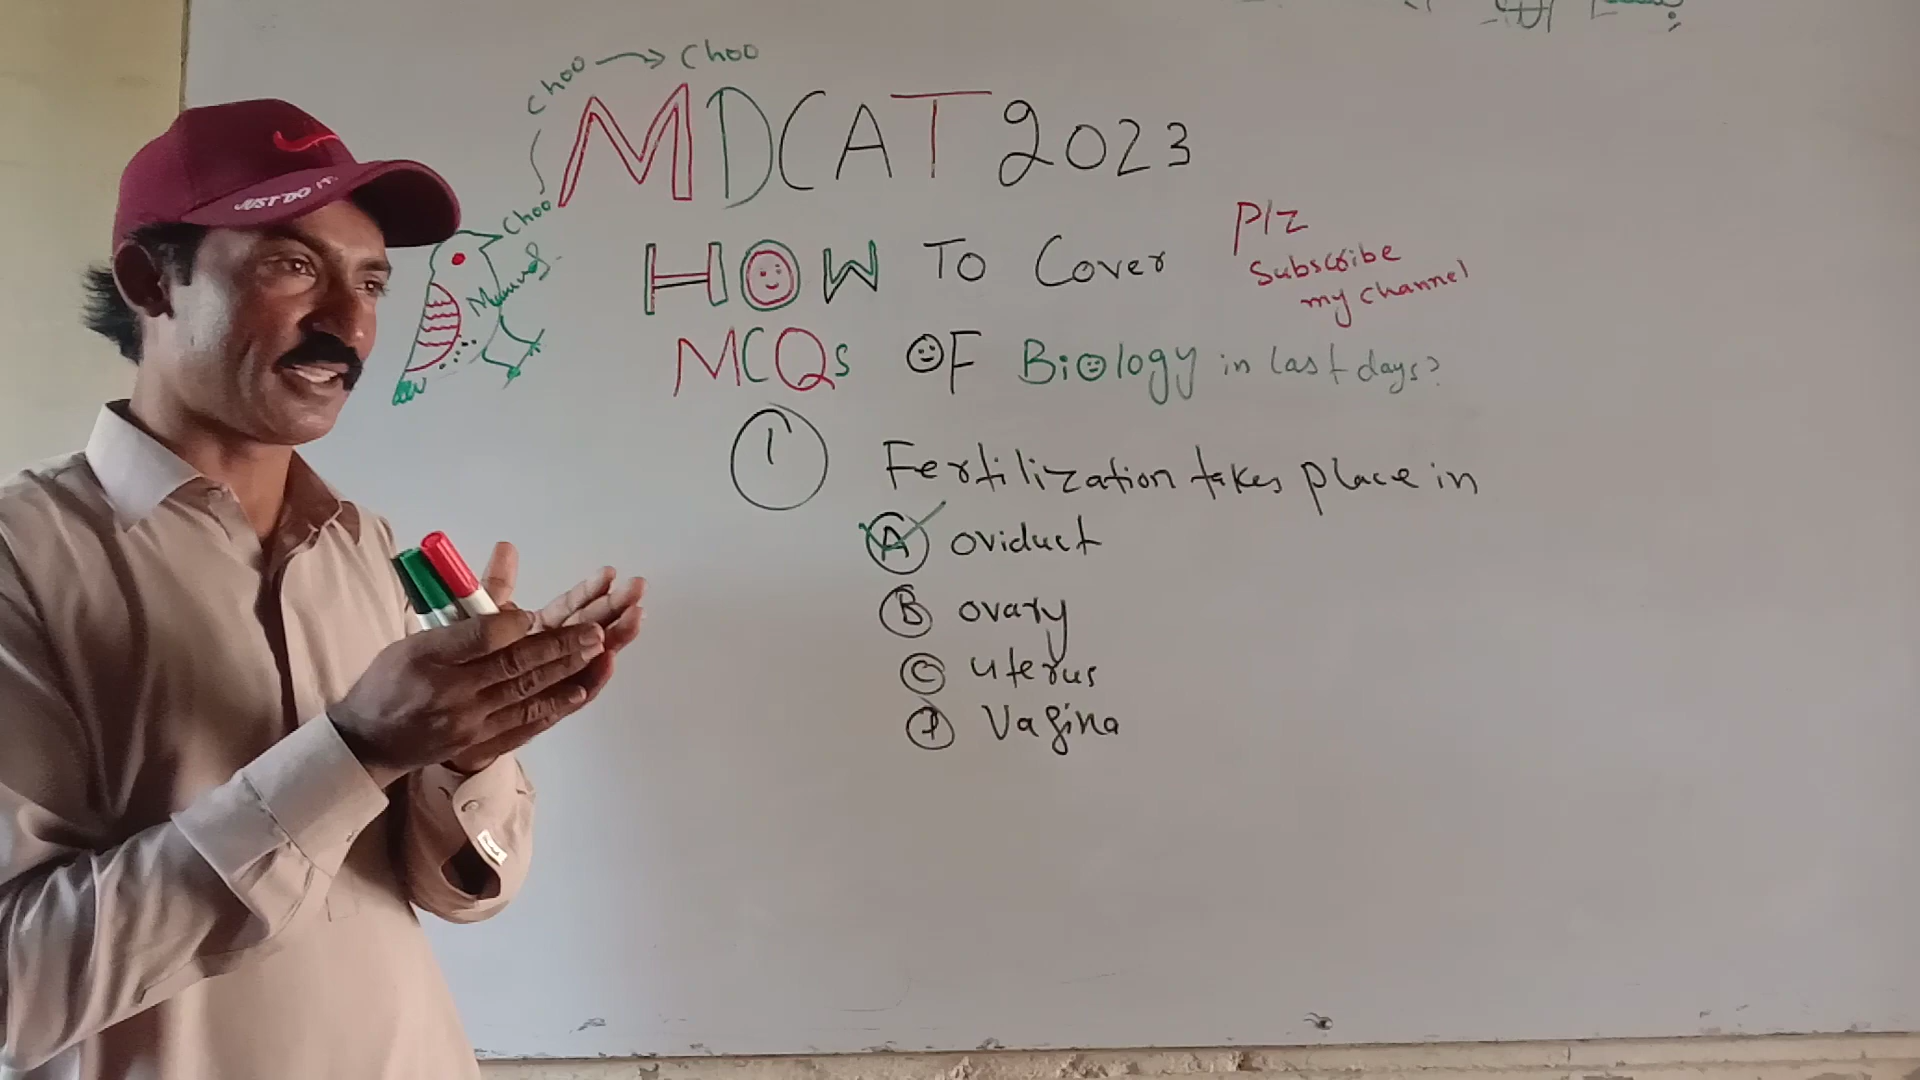 Choo → Choo
MDCAT 2023
JUST DO IT.
Choo
HOW TO Cover
Plz
Subscribe
my channel
MCQs OF Biology in last days?
1 Fertilization takes place in
A oviduct
B ovary
C uterus
D Vagina